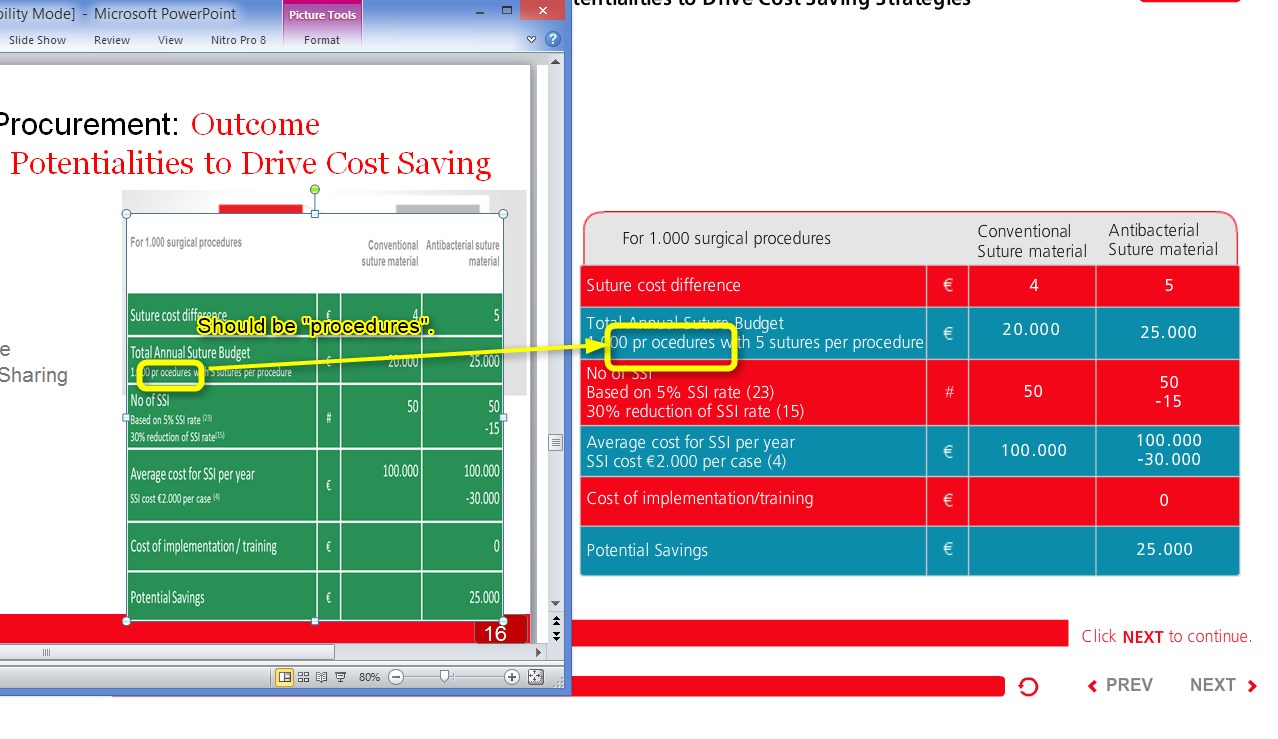 bility Mode] - Microsoft PowerPoint
Picture Tools
Slide Show Review View Nitro Pro 8 Format
Procurement: Outcome
Potentialities to Drive Cost Saving
e
Sharing
For 1.000 surgical procedures Conventional suture material Antibacterial suture material
Suture cost difference € 4 5
Should be "procedures".
Total Annual Suture Budget
1.000 pr ocedures with 5 sutures per procedure
€ 20.000 25.000
No of SSI
Based on 5% SSI rate (23)
30% reduction of SSI rate(15)
# 50 50
-15
Average cost for SSI per year
SSI cost €2.000 per case (4)
€ 100.000 100.000
-30.000
Cost of implementation / training € 0
Potential Savings € 25.000
16
80%
tentialities to Drive Cost Saving Strategies
For 1.000 surgical procedures
Conventional
Suture material
Antibacterial
Suture material
Suture cost difference € 4 5
Total Annual Suture Budget
1.000 pr ocedures with 5 sutures per procedure
€ 20.000 25.000
No of SSI
Based on 5% SSI rate (23)
30% reduction of SSI rate (15)
# 50 50
-15
Average cost for SSI per year
SSI cost €2.000 per case (4)
€ 100.000 100.000
-30.000
Cost of implementation/training € 0
Potential Savings € 25.000
Click NEXT to continue.
PREV NEXT